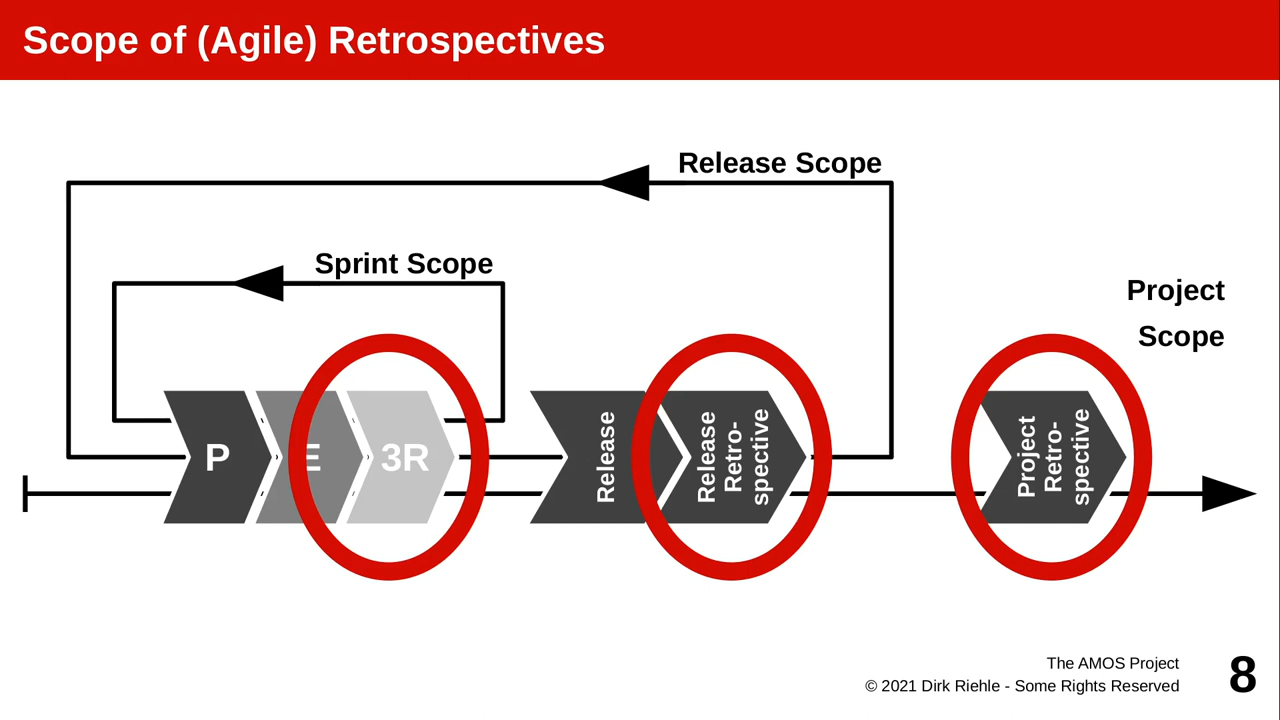 Scope of (Agile) Retrospectives
Release Scope
Sprint Scope
Project
Scope
P
E
3R
Release
Release
Retro-
spective
Project
Retro-
spective
The AMOS Project
© 2021 Dirk Riehle - Some Rights Reserved
8